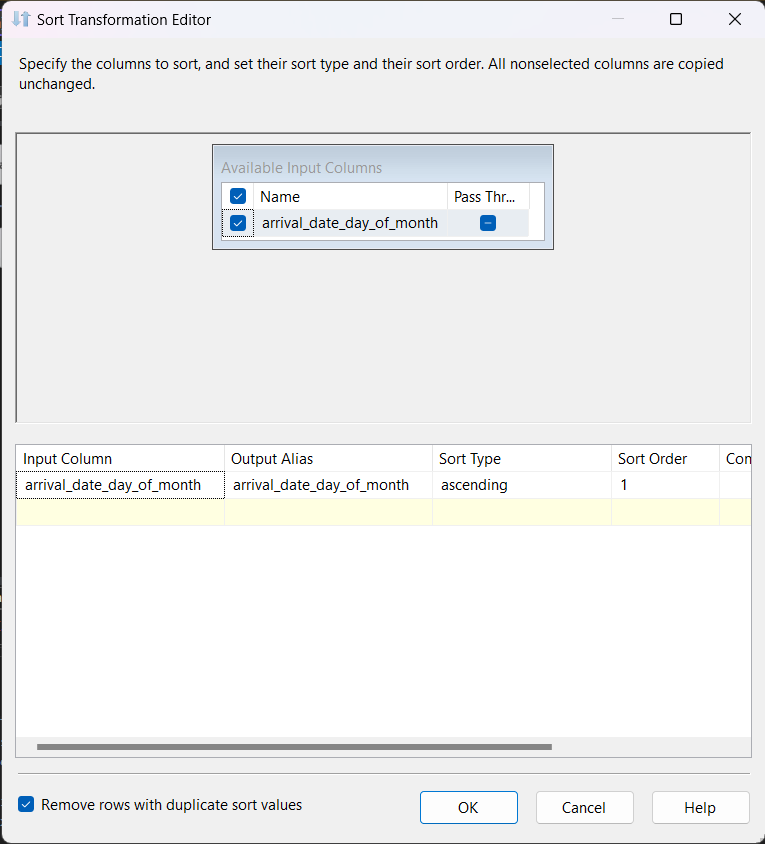 Sort Transformation Editor
Specify the columns to sort, and set their sort type and their sort order. All nonselected columns are copied
unchanged.
Available Input Columns
Name Pass Thr...
arrival_date_day_of_month
Input Column Output Alias Sort Type Sort Order Con
arrival_date_day_of_month arrival_date_day_of_month ascending 1
Remove rows with duplicate sort values
OK Cancel Help